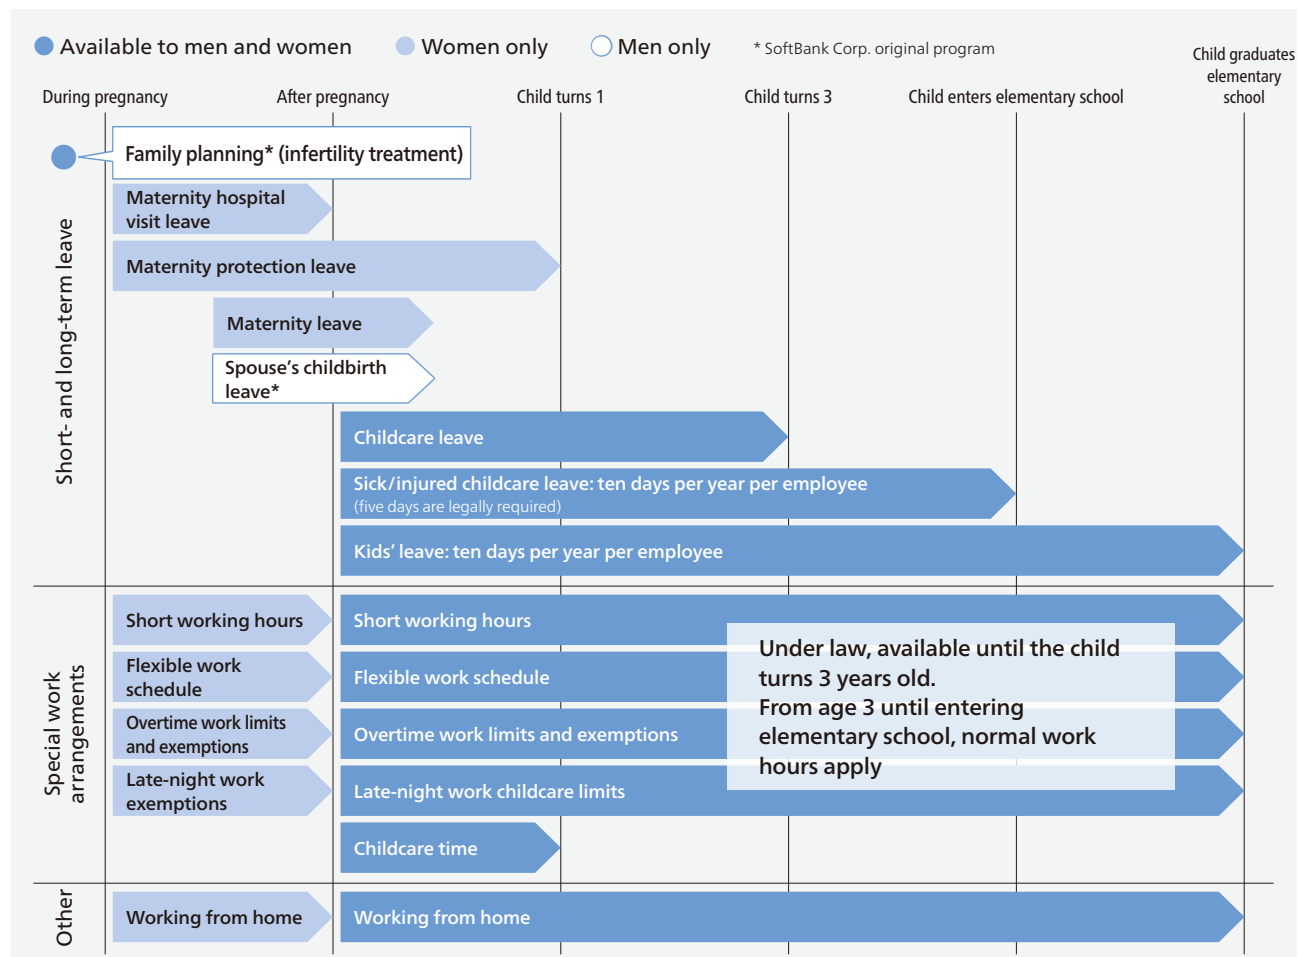 Available to men and women
Women only
Men only
* SoftBank Corp. original program
During pregnancy
After pregnancy
Child turns 1
Child turns 3
Child enters elementary school
Child graduates
elementary
school
Short- and long-term leave
Family planning* (infertility treatment)
Maternity hospital
visit leave
Maternity protection leave
Maternity leave
Spouse's childbirth
leave*
Childcare leave
Sick/injured childcare leave: ten days per year per employee
(five days are legally required)
Kids' leave: ten days per year per employee
Special work
arrangements
Short working hours
Short working hours
Flexible work
schedule
Flexible work schedule
Overtime work limits
and exemptions
Overtime work limits and exemptions
Late-night work
exemptions
Late-night work childcare limits
Under law, available until the child
turns 3 years old.
From age 3 until entering
elementary school, normal work
hours apply
Childcare time
Other
Working from home
Working from home